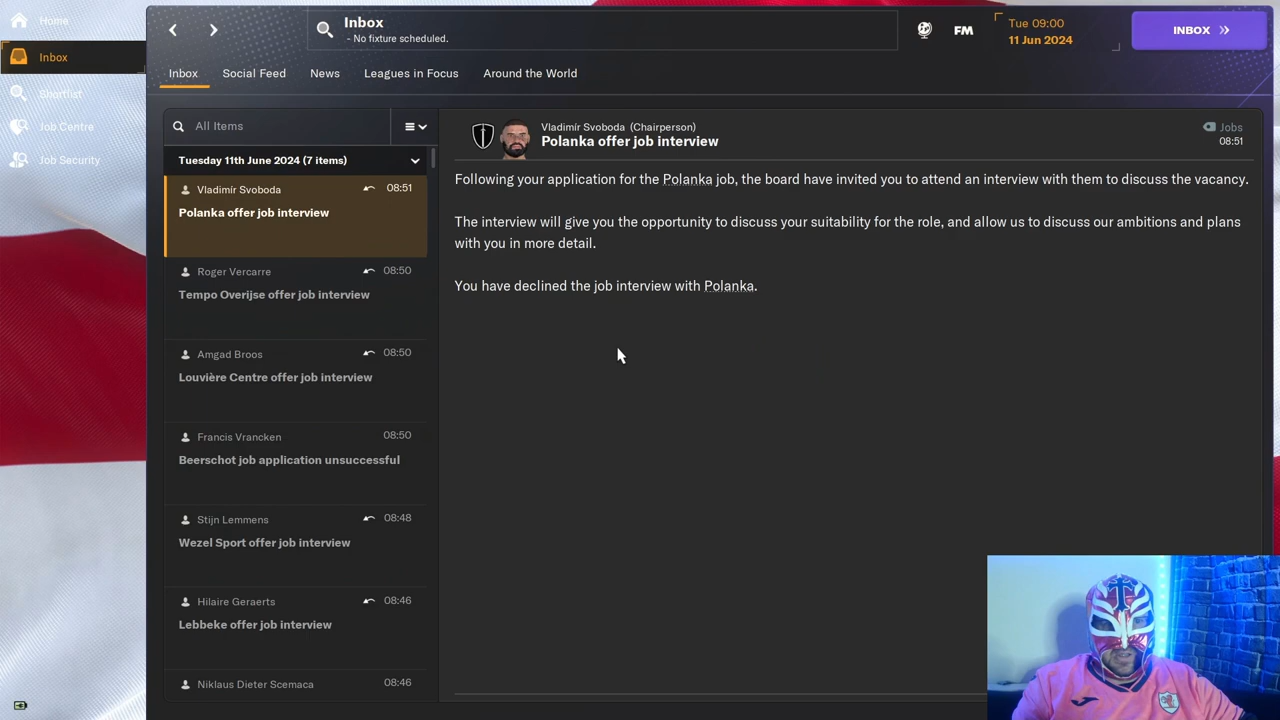 Home
Inbox
Shortlist
Job Centre
Job Security
Inbox
- No fixture scheduled.
FM
Tue 09:00
11 Jun 2024
INBOX
Inbox
Social Feed
News
Leagues in Focus
Around the World
All Items
Tuesday 11th June 2024 (7 items)
Vladimír Svoboda
08:51
Polanka offer job interview
Roger Vercarre
08:50
Tempo Overijse offer job interview
Amgad Broos
08:50
Louvière Centre offer job interview
Francis Vrancken
08:50
Beerschot job application unsuccessful
Stijn Lemmens
08:48
Wezel Sport offer job interview
Hilaire Geraerts
08:46
Lebbeke offer job interview
Niklaus Dieter Scemaca
08:46
Vladimír Svoboda (Chairperson)
Polanka offer job interview
Jobs
08:51
Following your application for the Polanka job, the board have invited you to attend an interview with them to discuss the vacancy.
The interview will give you the opportunity to discuss your suitability for the role, and allow us to discuss our ambitions and plans
with you in more detail.
You have declined the job interview with Polanka.